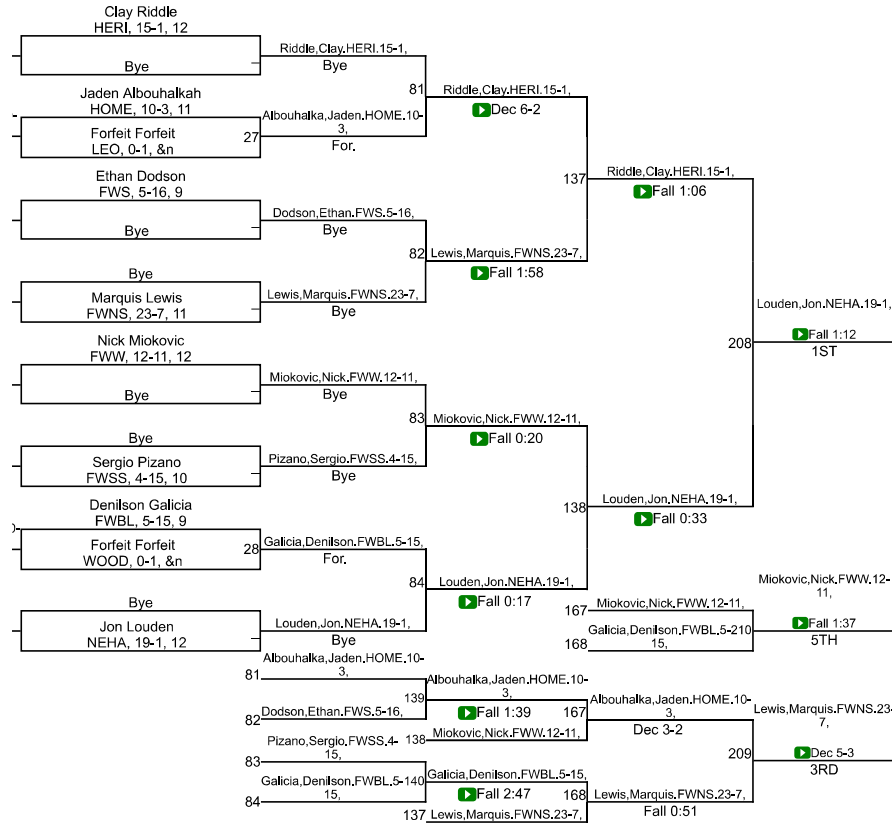 Clay Riddle
HERI, 15-1, 12
Bye
Riddle,Clay.HERI.15-1,
Bye
81
Riddle,Clay.HERI.15-1,
Dec 6-2
Jaden Albouhalkah
HOME, 10-3, 11
Forfeit Forfeit
LEO, 0-1, &n
27
Albouhalka,Jaden.HOME.10-
3,
For.
137
Riddle,Clay.HERI.15-1,
Fall 1:06
Ethan Dodson
FWS, 5-16, 9
Bye
Dodson,Ethan.FWS.5-16,
Bye
82
Lewis,Marquis.FWNS.23-7,
Fall 1:58
Bye
Marquis Lewis
FWNS, 23-7, 11
Lewis,Marquis.FWNS.23-7,
Bye
Louden,Jon.NEHA.19-1,
208
Fall 1:12
1ST
Nick Miokovic
FWW, 12-11, 12
Bye
Miokovic,Nick.FWW.12-11,
Bye
83
Miokovic,Nick.FWW.12-11,
Fall 0:20
Bye
Sergio Pizano
FWSS, 4-15, 10
Pizano,Sergio.FWSS.4-15,
Bye
138
Louden,Jon.NEHA.19-1,
Fall 0:33
Denilson Galicia
FWBL, 5-15, 9
Forfeit Forfeit
WOOD, 0-1, &n
28
Galicia,Denilson.FWBL.5-15,
For.
84
Louden,Jon.NEHA.19-1,
Fall 0:17
Bye
Jon Louden
NEHA, 19-1, 12
Louden,Jon.NEHA.19-1,
Bye
167
Miokovic,Nick.FWW.12-11,
168
Galicia,Denilson.FWBL.5-210
15,
Miokovic,Nick.FWW.12-
11,
Fall 1:37
5TH
81
Albouhalka,Jaden.HOME.10-
3,
82
Dodson,Ethan.FWS.5-16,
139
Albouhalka,Jaden.HOME.10-
3,
Fall 1:39
138
Miokovic,Nick.FWW.12-11,
167
Albouhalka,Jaden.HOME.10-
3,
Dec 3-2
83
Pizano,Sergio.FWSS.4-
15,
84
Galicia,Denilson.FWBL.5-140
15,
Galicia,Denilson.FWBL.5-15,
Fall 2:47
137
Lewis,Marquis.FWNS.23-7,
168
Lewis,Marquis.FWNS.23-7,
Fall 0:51
209
Lewis,Marquis.FWNS.23-
7,
Dec 5-3
3RD